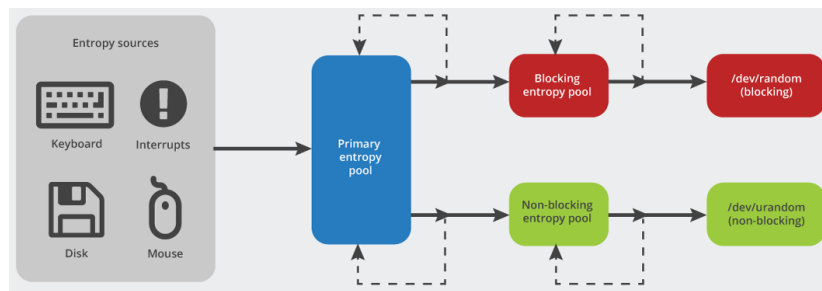 Entropy sources
Keyboard
Interrupts
Disk
Mouse
Primary
entropy
pool
Blocking
entropy pool
/dev/random
(blocking)
Non-blocking
entropy pool
/dev/urandom
(non-blocking)